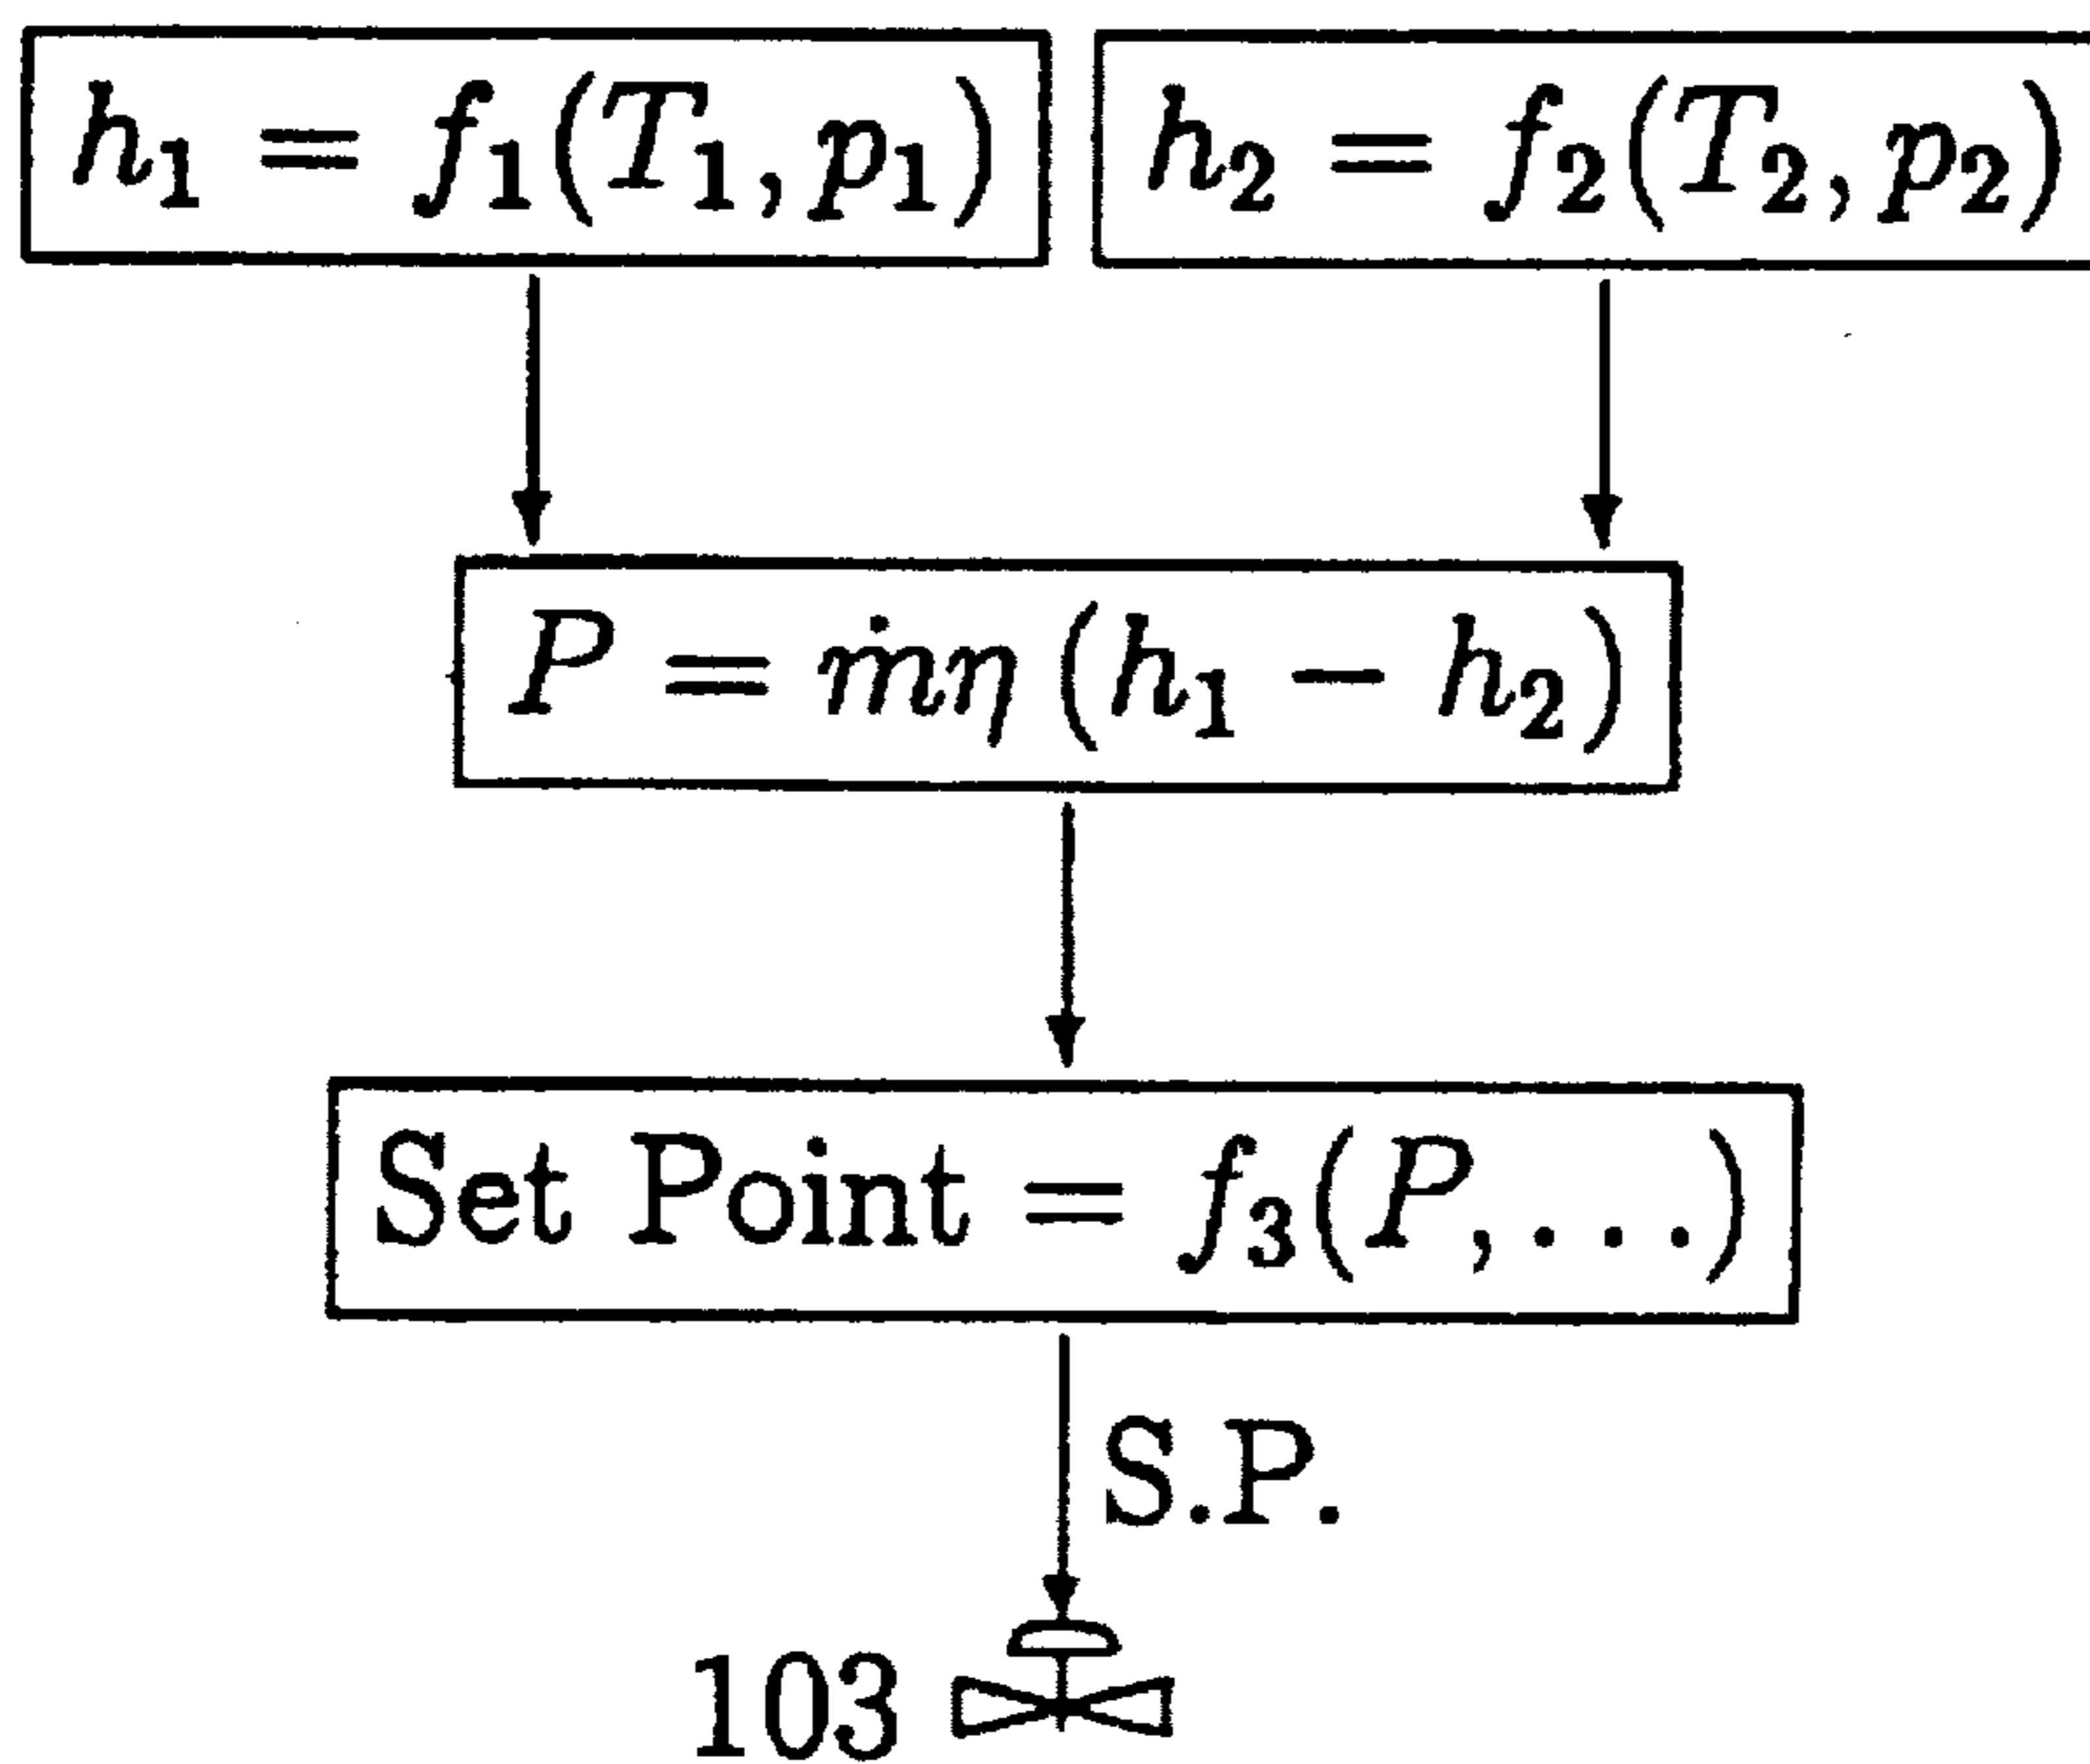 h₁ = f₁(T₁, p₁)
h₂ = f₂(T₂, p₂)
P = ṁη(h₁ − h₂)
Set Point = f₃(P, . . .)
S.P.
103